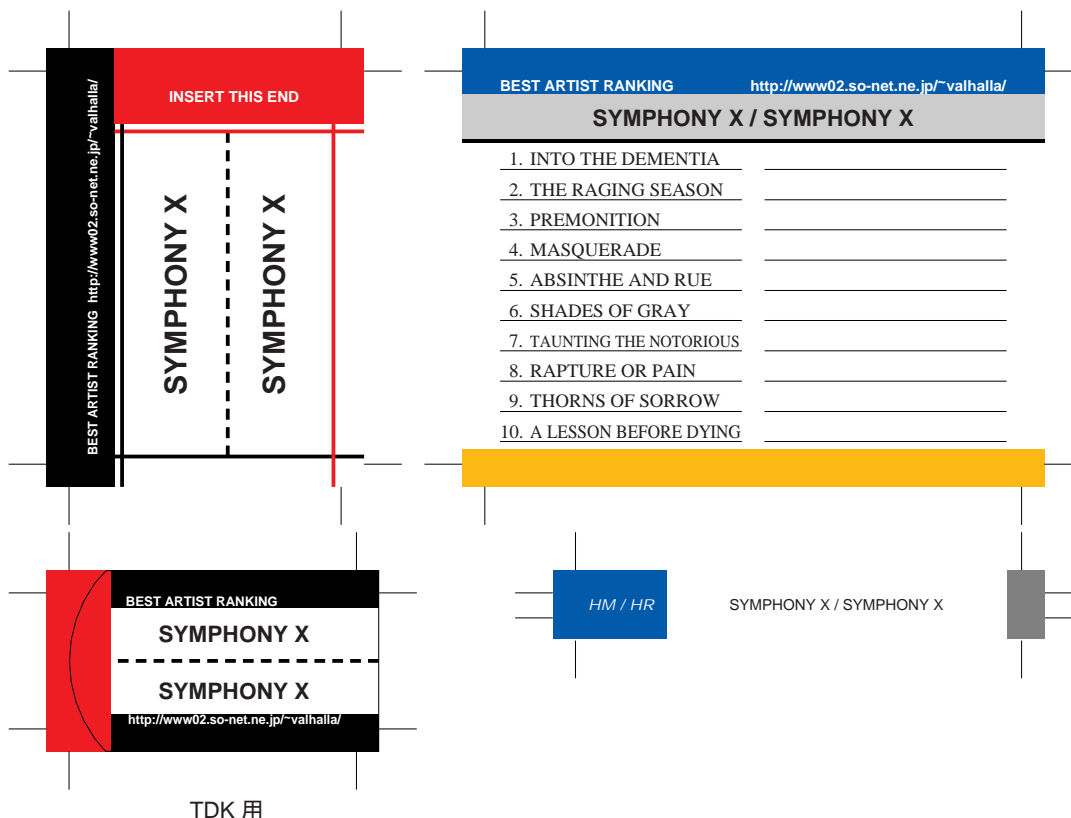 INSERT THIS END
BEST ARTIST RANKING http://www02.so-net.ne.jp/~valhalla/
SYMPHONY X
SYMPHONY X
BEST ARTIST RANKING http://www02.so-net.ne.jp/~valhalla/
SYMPHONY X / SYMPHONY X
1. INTO THE DEMENTIA
2. THE RAGING SEASON
3. PREMONITION
4. MASQUERADE
5. ABSINTHE AND RUE
6. SHADES OF GRAY
7. TAUNTING THE NOTORIOUS
8. RAPTURE OR PAIN
9. THORNS OF SORROW
10. A LESSON BEFORE DYING
BEST ARTIST RANKING
SYMPHONY X
SYMPHONY X
http://www02.so-net.ne.jp/~valhalla/
TDK 用
HM / HR
SYMPHONY X / SYMPHONY X